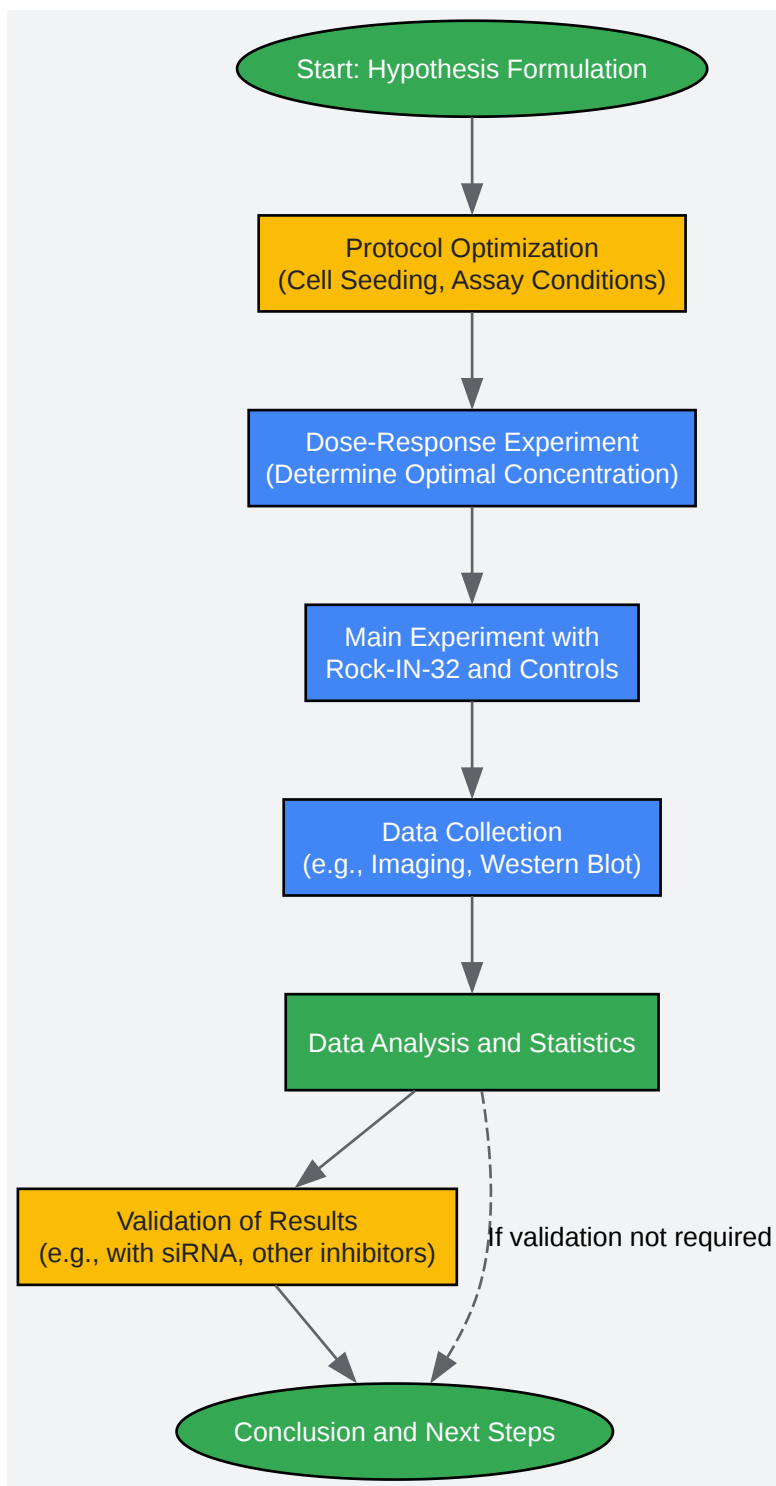 Start: Hypothesis Formulation
Protocol Optimization
(Cell Seeding, Assay Conditions)
Dose-Response Experiment
(Determine Optimal Concentration)
Main Experiment with
Rock-IN-32 and Controls
Data Collection
(e.g., Imaging, Western Blot)
Data Analysis and Statistics
Validation of Results
(e.g., with siRNA, other inhibitors)
If validation not required
Conclusion and Next Steps